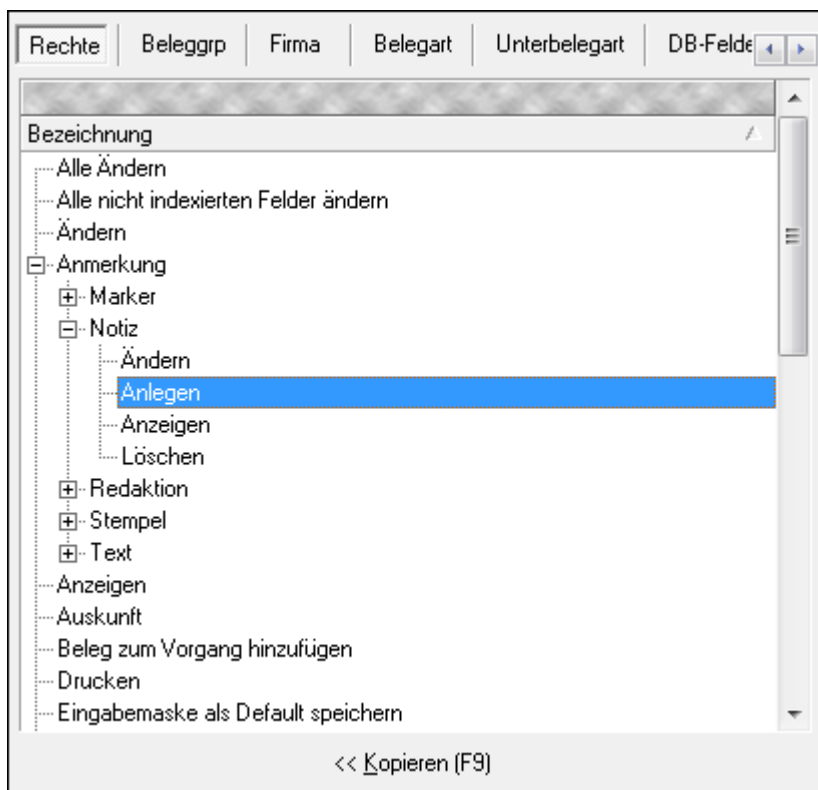 Rechte Beleggrp Firma Belegart Unterbelegart DB-Felde
Bezeichnung
Alle Ändern
Alle nicht indexierten Felder ändern
Ändern
Anmerkung
Marker
Notiz
Ändern
Anlegen
Anzeigen
Löschen
Redaktion
Stempel
Text
Anzeigen
Auskunft
Beleg zum Vorgang hinzufügen
Drucken
Eingabemaske als Default speichern
<< Kopieren (F9)